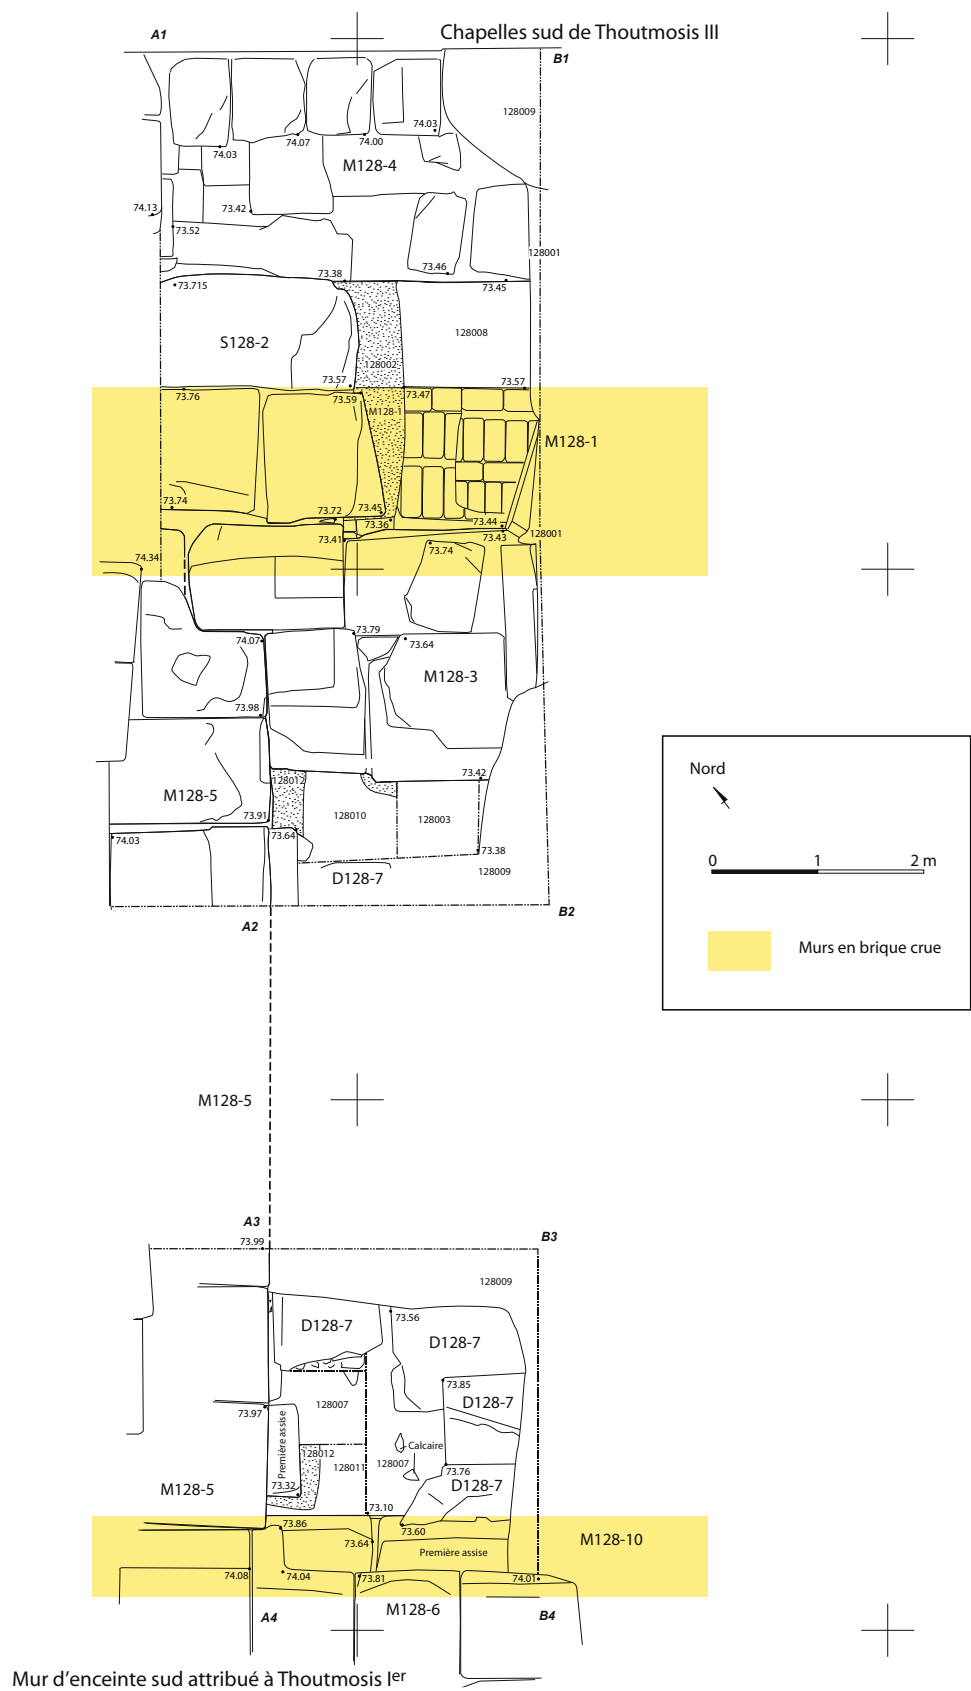 Chapelles sud de Thoutmosis III
A1
B1
128009
74.03
74.07
74.00
74.03
M128-4
74.13
73.42
73.52
128001
73.46
73.38
73.45
73.715
128008
S128-2
128002
73.57
73.57
73.76
73.59
73.47
M128-1
M128-1
73.74
73.72
73.45
73.36
73.44
73.43
128001
73.41
74.34
73.74
74.07
73.79
73.64
M128-3
73.98
73.42
128012
M128-5
73.91
128010
128003
74.03
73.64
73.38
D128-7
128009
A2
B2
Nord
0 1 2 m
Murs en brique crue
M128-5
A3
73.99
B3
128009
D128-7
73.56
D128-7
73.85
D128-7
73.97
128007
Première assise
Calcaire
128012
128011
128007
73.76
73.32
M128-5
D128-7
73.10
73.86
73.60
73.64
M128-10
Première assise
74.08
74.04
73.81
74.01
A4
M128-6
B4
Mur d'enceinte sud attribué à Thoutmosis Ier